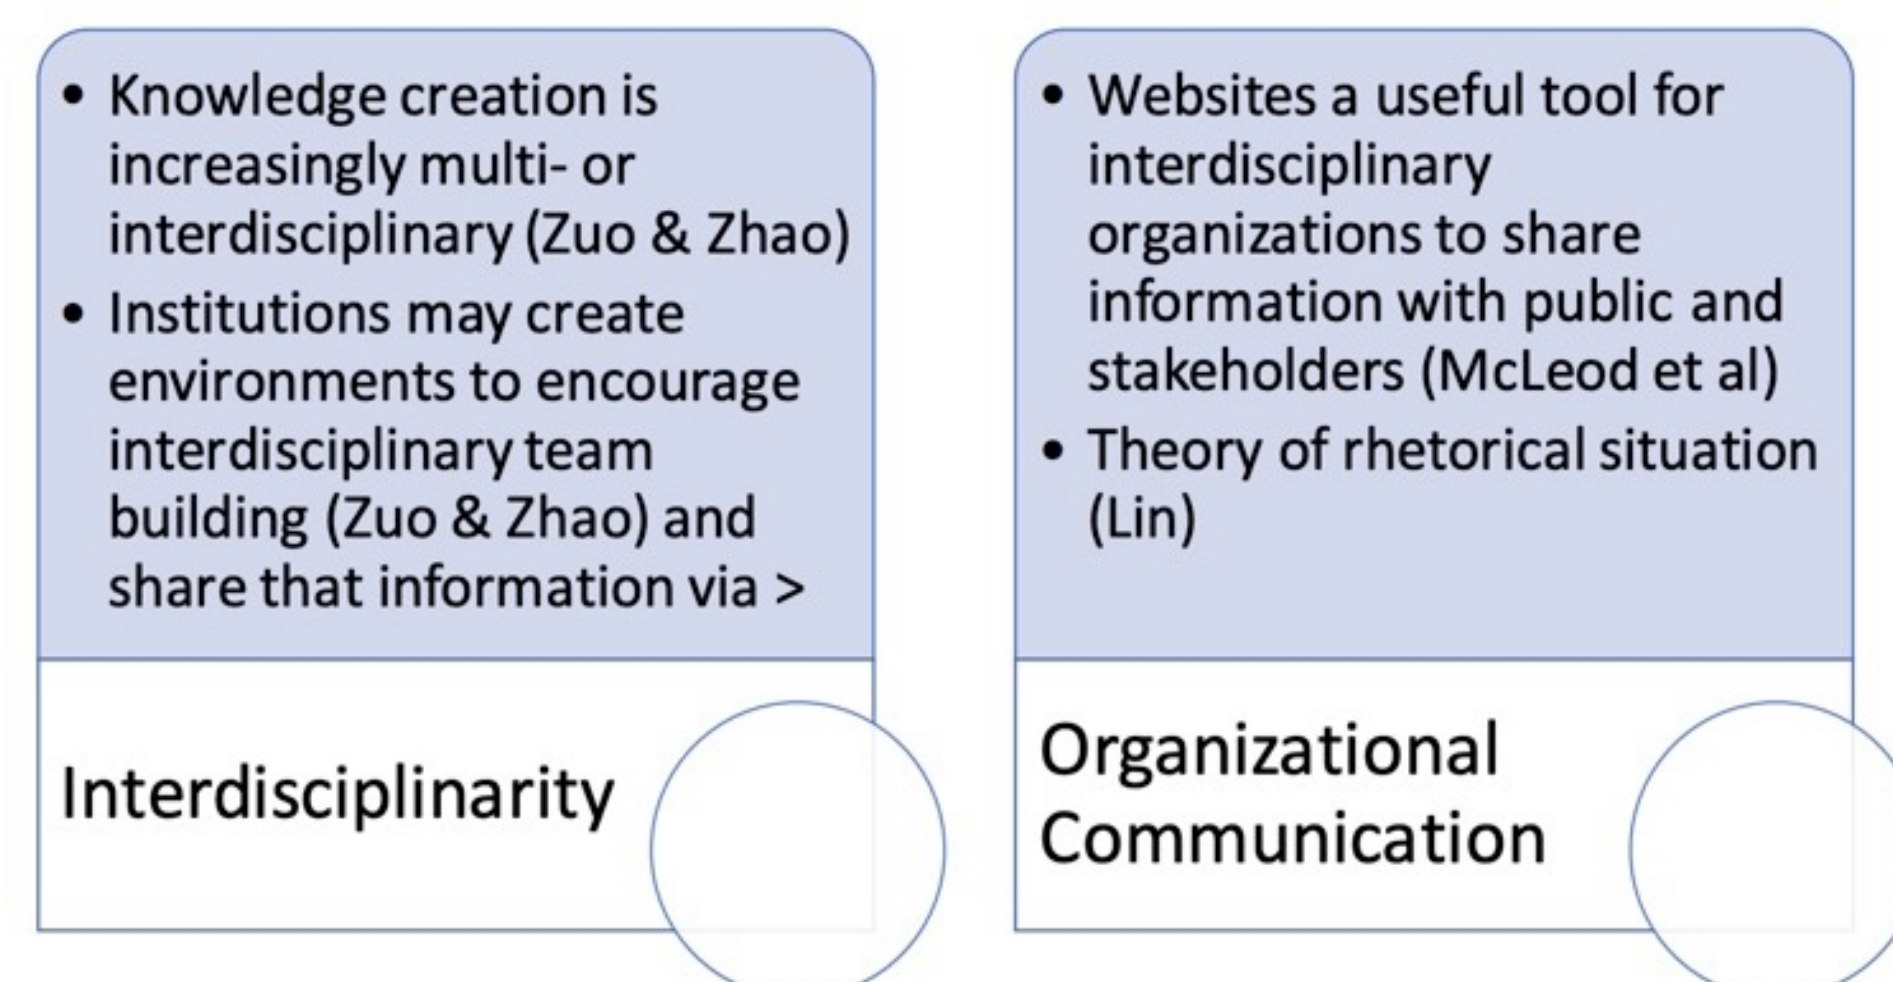 • Knowledge creation is
increasingly multi- or
interdisciplinary (Zuo & Zhao)
• Institutions may create
environments to encourage
interdisciplinary team
building (Zuo & Zhao) and
share that information via >
Interdisciplinarity
• Websites a useful tool for
interdisciplinary
organizations to share
information with public and
stakeholders (McLeod et al)
• Theory of rhetorical situation
(Lin)
Organizational
Communication